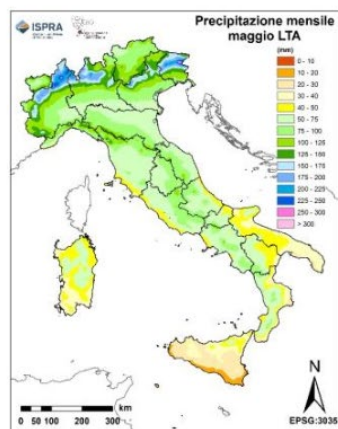 ISPRA
Precipitazione mensile
maggio LTA
(mm)
0 - 10
10 - 20
20 - 30
30 - 40
40 - 50
50 - 75
75 - 100
100 - 125
125 - 150
150 - 175
175 - 200
200 - 225
225 - 250
250 - 300
> 300
N
0 50 100 200 300
km
EPSG:3035